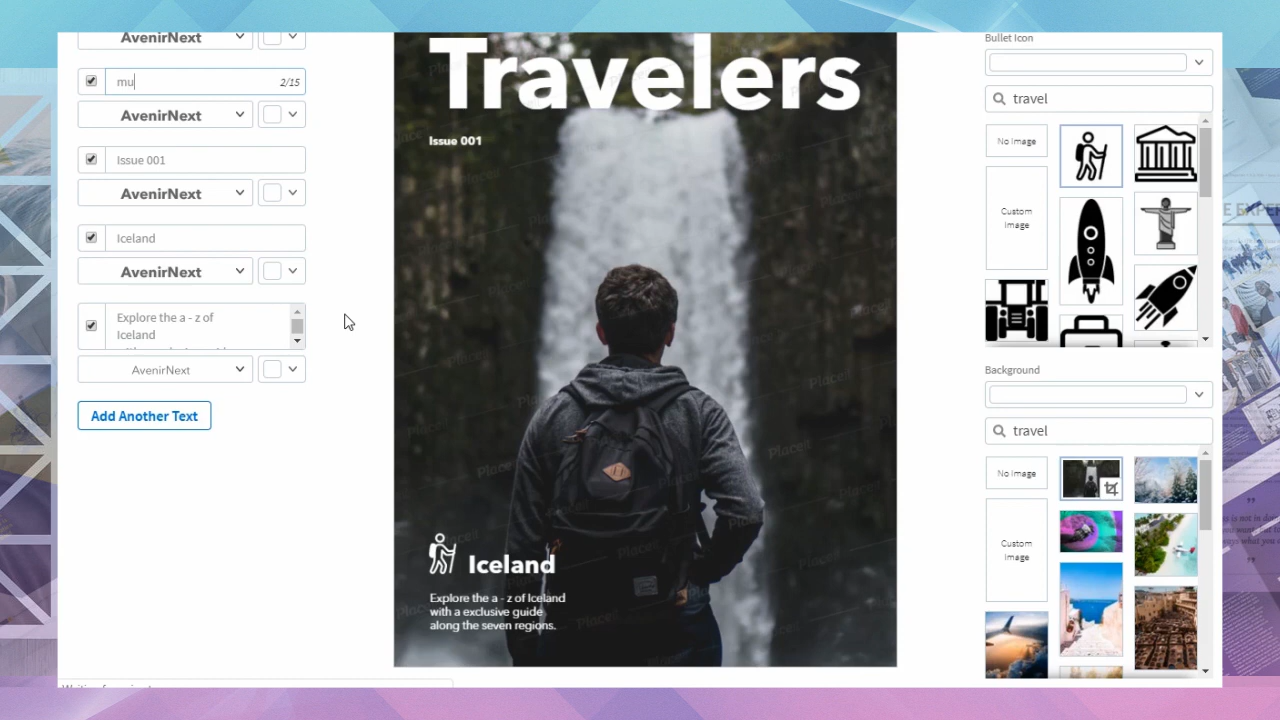 AvenirNext
mu
2/15
AvenirNext
Issue 001
AvenirNext
Iceland
AvenirNext
Explore the a - z of
Iceland
AvenirNext
Add Another Text
Travelers
Issue 001
Iceland
Explore the a - z of Iceland
with a exclusive guide
along the seven regions.
Placeit
Bullet Icon
travel
No Image
Custom
Image
Background
travel
No Image
Custom
Image